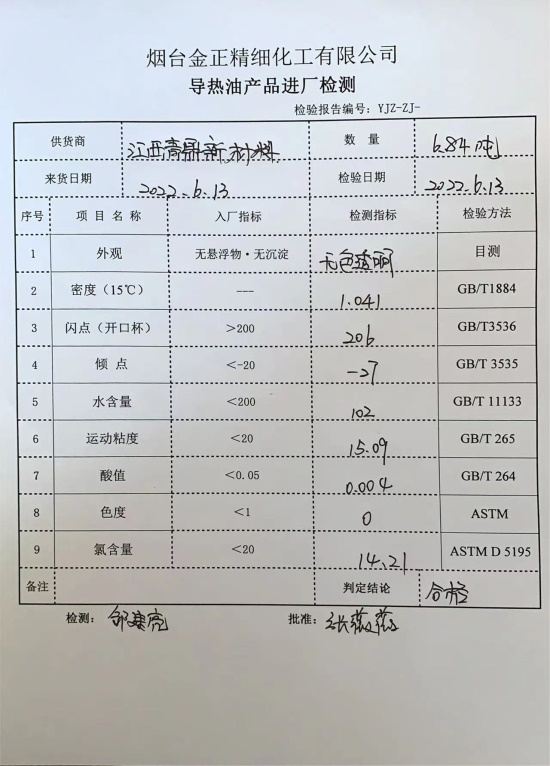 烟台金正精细化工有限公司
导热油产品进厂检测
检验报告编号：YJZ-ZJ-
供货商 江西高鼎新材料 数 量 6.84吨
来货日期 2022.6.13 检验日期 2022.6.13
序号 项 目 名 称 入厂指标 检测指标 检验方法
1 外观 无悬浮物·无沉淀 无色透明 目测
2 密度（15℃） --- 1.041 GB/T1884
3 闪点（开口杯） >200 206 GB/T3536
4 倾 点 <-20 -27 GB/T 3535
5 水含量 <200 102 GB/T 11133
6 运动粘度 <20 15.09 GB/T 265
7 酸值 <0.05 0.004 GB/T 264
8 色度 <1 0 ASTM
9 氯含量 <20 14.21 ASTM D 5195
备注 判定结论 合格
检测： 批准：张